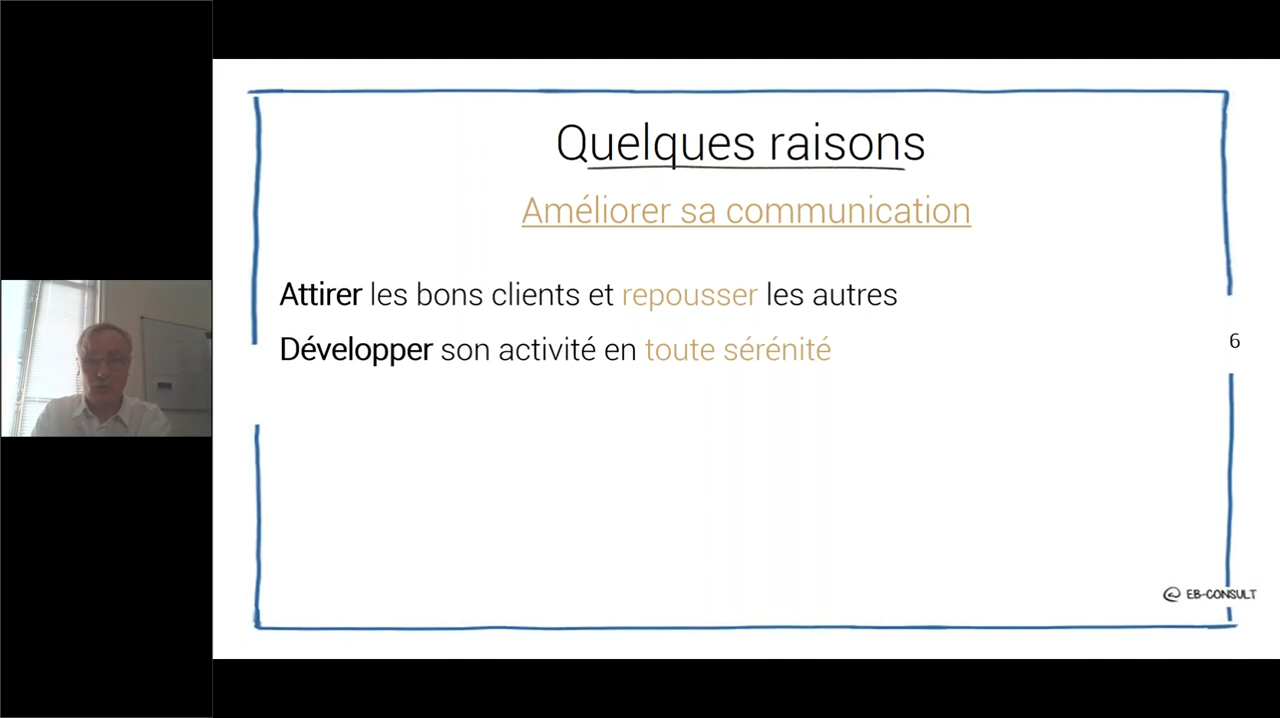 Quelques raisons
Améliorer sa communication
Attirer les bons clients et repousser les autres
Développer son activité en toute sérénité
6
@ EB-CONSULT